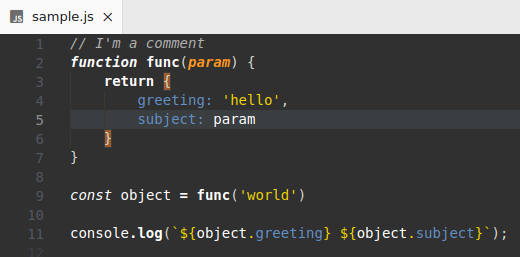 JS sample.js ×
1 // I'm a comment
2 function func(param) {
3     return {
4         greeting: 'hello',
5         subject: param
6     }
7 }
8
9 const object = func('world')
10
11 console.log(`${object.greeting} ${object.subject}`);
12